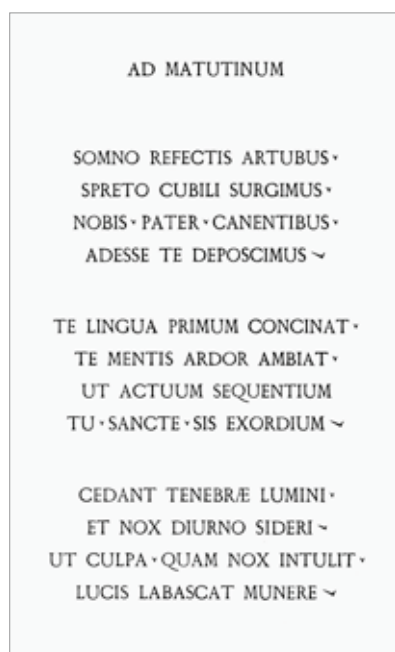 AD MATUTINUM
SOMNO REFECTIS ARTUBUS ▾
SPRETO CUBILI SURGIMUS ▾
NOBIS ▾ PATER ▾ CANENTIBUS ▾
ADESSE TE DEPOSCIMUS ~
TE LINGUA PRIMUM CONCINAT ▾
TE MENTIS ARDOR AMBIAT ▾
UT ACTUUM SEQUENTIUM
TU ▾ SANCTE ▾ SIS EXORDIUM ~
CEDANT TENEBRÆ LUMINI ▾
ET NOX DIURNO SIDERI ~
UT CULPA ▾ QUAM NOX INTULIT ▾
LUCIS LABASCAT MUNERE ~